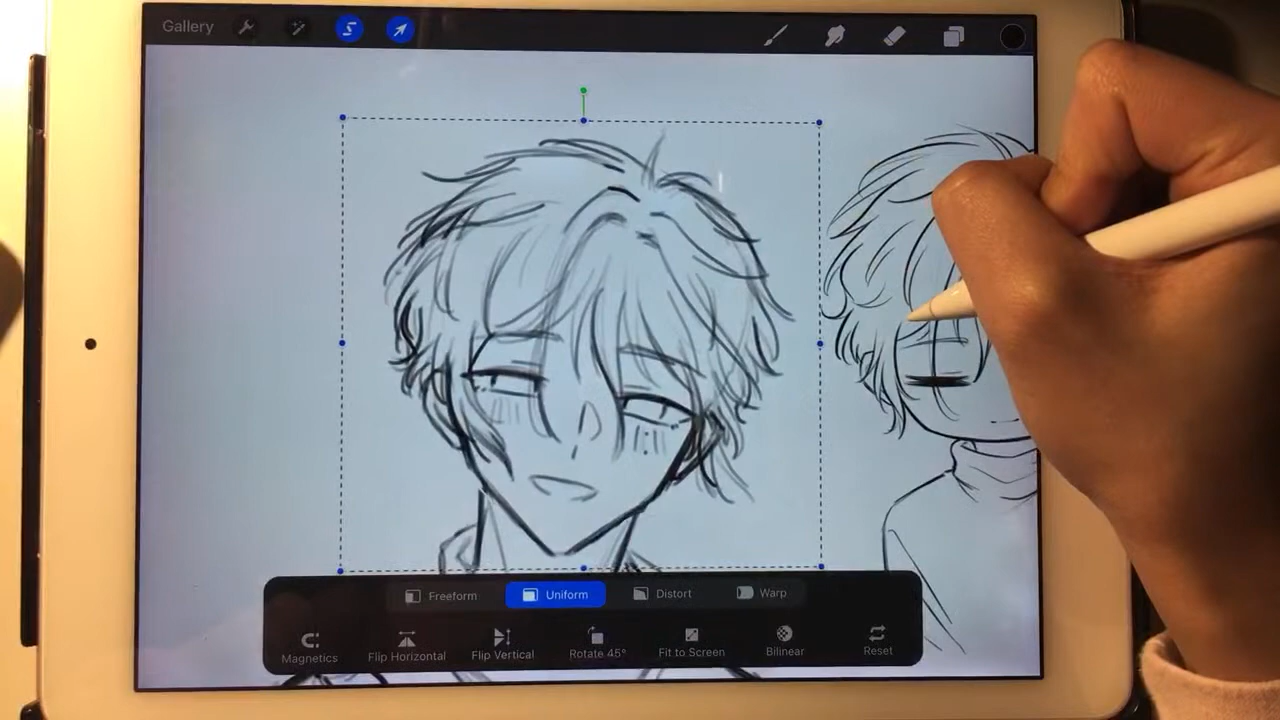 Gallery
Freeform Uniform Distort Warp
Magnetics Flip Horizontal Flip Vertical Rotate 45° Fit to Screen Bilinear Reset